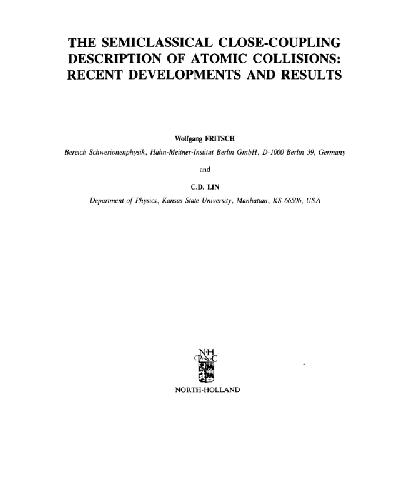 THE SEMICLASSICAL CLOSE-COUPLING
DESCRIPTION OF ATOMIC COLLISIONS:
RECENT DEVELOPMENTS AND RESULTS
Wolfgang FRITSCH
Bereich Schwerionenphysik, Hahn-Meitner-Institut Berlin GmbH, D-1000 Berlin 39, Germany
and
C.D. LIN
Department of Physics, Kansas State University, Manhattan, KS 66506, USA
NH
NORTH-HOLLAND